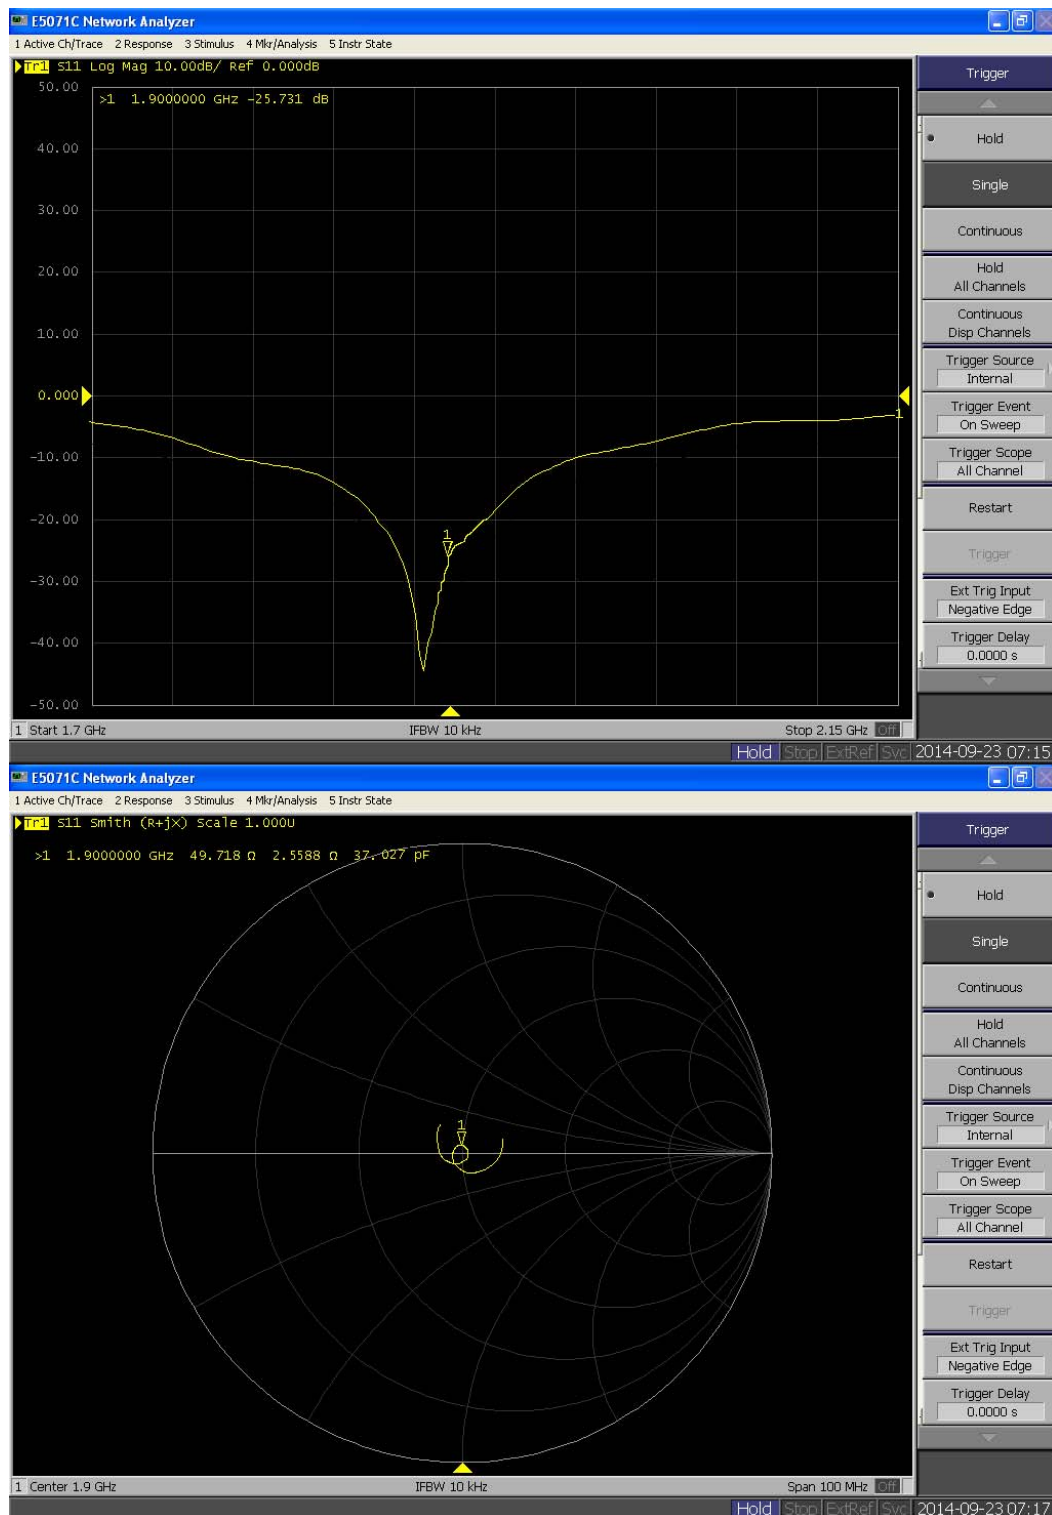 E5071C Network Analyzer
1 Active Ch/Trace 2 Response 3 Stimulus 4 Mkr/Analysis 5 Instr State
Tr1 S11 Log Mag 10.00dB/ Ref 0.000dB
50.00
>1 1.9000000 GHz -25.731 dB
40.00
30.00
20.00
10.00
0.000
-10.00
-20.00
-30.00
-40.00
-50.00
1
1
Trigger
Hold
Single
Continuous
Hold
All Channels
Continuous
Disp Channels
Trigger Source
Internal
Trigger Event
On Sweep
Trigger Scope
All Channel
Restart
Trigger
Ext Trig Input
Negative Edge
Trigger Delay
0.0000 s
1 Start 1.7 GHz IFBW 10 kHz Stop 2.15 GHz Off
Hold Stop ExtRef Svc 2014-09-23 07:15
E5071C Network Analyzer
1 Active Ch/Trace 2 Response 3 Stimulus 4 Mkr/Analysis 5 Instr State
Tr1 S11 Smith (R+jX) Scale 1.000U
>1 1.9000000 GHz 49.718 Ω 2.5588 Ω 37.027 pF
1
Trigger
Hold
Single
Continuous
Hold
All Channels
Continuous
Disp Channels
Trigger Source
Internal
Trigger Event
On Sweep
Trigger Scope
All Channel
Restart
Trigger
Ext Trig Input
Negative Edge
Trigger Delay
0.0000 s
1 Center 1.9 GHz IFBW 10 kHz Span 100 MHz Off
Hold Stop ExtRef Svc 2014-09-23 07:17